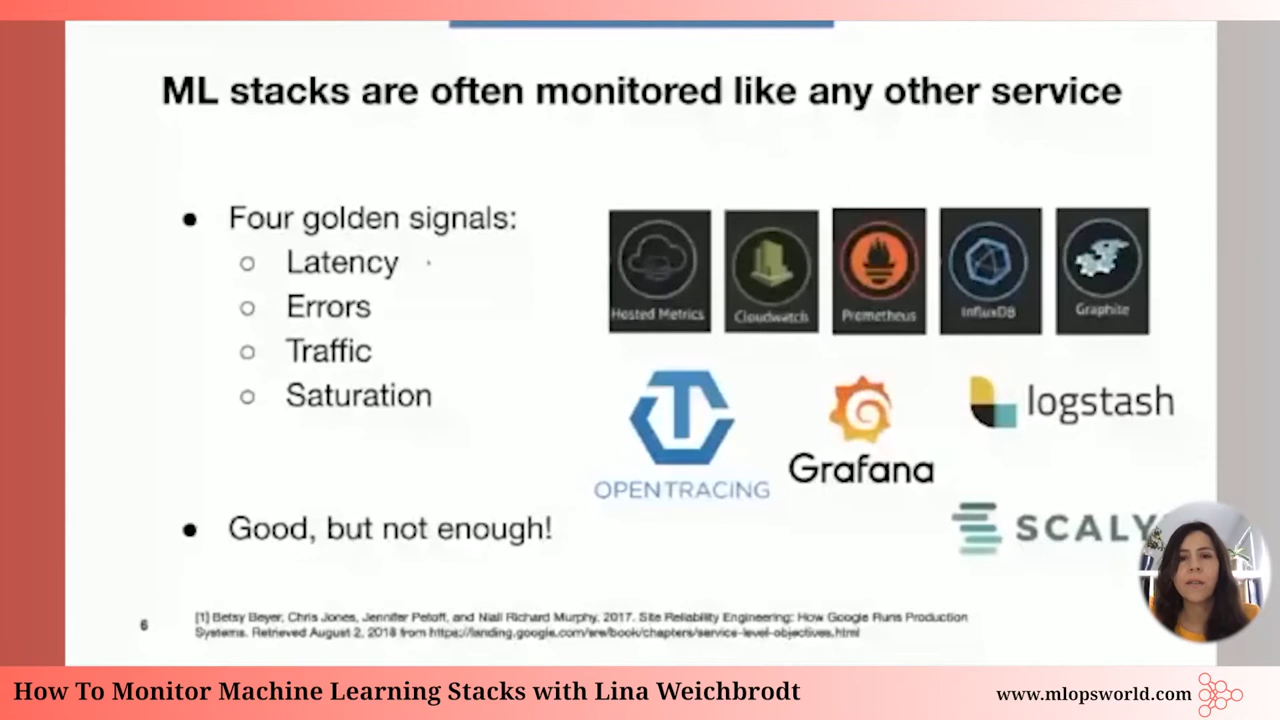 ML stacks are often monitored like any other service
● Four golden signals:
○ Latency
○ Errors
○ Traffic
○ Saturation
● Good, but not enough!
Hosted Metrics
Cloudwatch
Prometheus
InfluxDB
Graphite
OPENTRACING
Grafana
logstash
SCALY
6
[1] Betsy Beyer, Chris Jones, Jennifer Petoff, and Niall Richard Murphy. 2017. Site Reliability Engineering: How Google Runs Production
Systems. Retrieved August 2, 2018 from https://landing.google.com/sre/book/chapters/service-level-objectives.html
How To Monitor Machine Learning Stacks with Lina Weichbrodt
www.mlopsworld.com